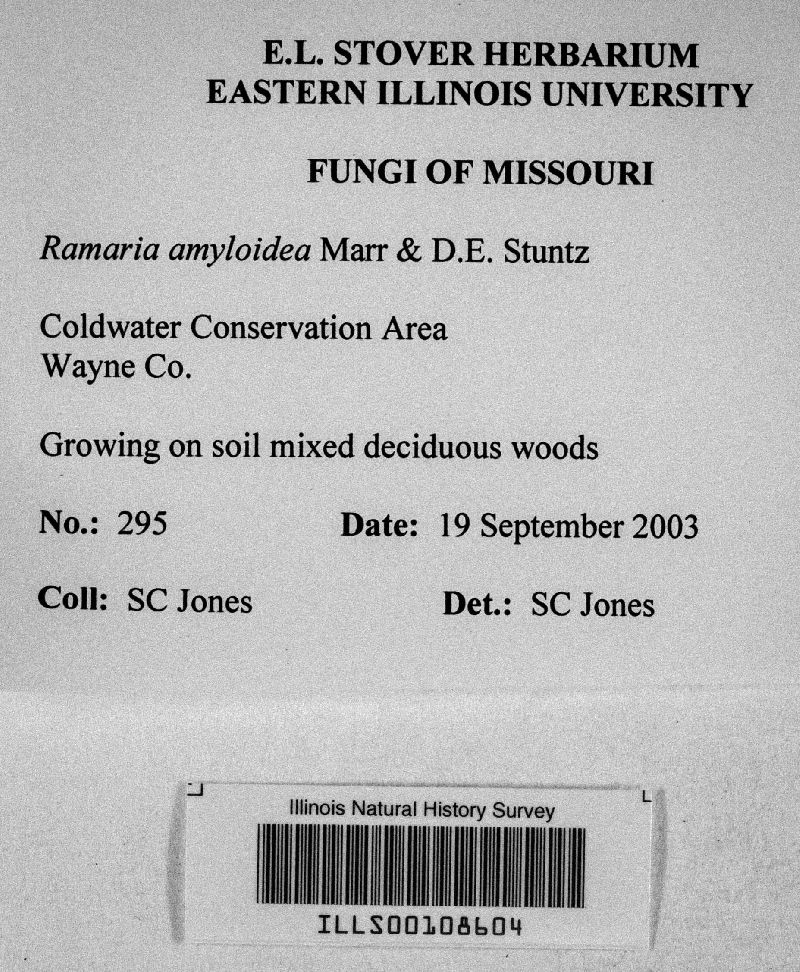 E.L. STOVER HERBARIUM
EASTERN ILLINOIS UNIVERSITY
FUNGI OF MISSOURI
Ramaria amyloidea Marr & D.E. Stuntz
Coldwater Conservation Area
Wayne Co.
Growing on soil mixed deciduous woods
No.: 295 Date: 19 September 2003
Coll: SC Jones Det.: SC Jones
Illinois Natural History Survey
ILLS00108604